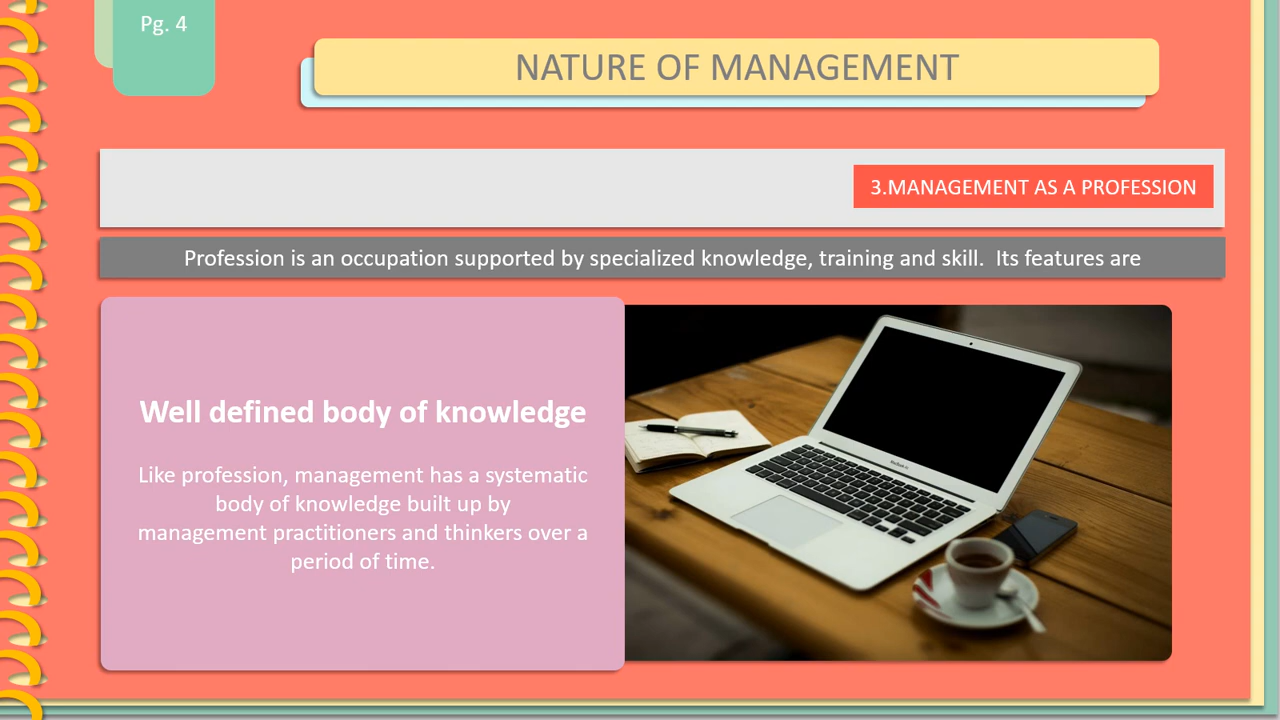 Pg. 4
NATURE OF MANAGEMENT
3.MANAGEMENT AS A PROFESSION
Profession is an occupation supported by specialized knowledge, training and skill.  Its features are
Well defined body of knowledge
Like profession, management has a systematic
body of knowledge built up by
management practitioners and thinkers over a
period of time.